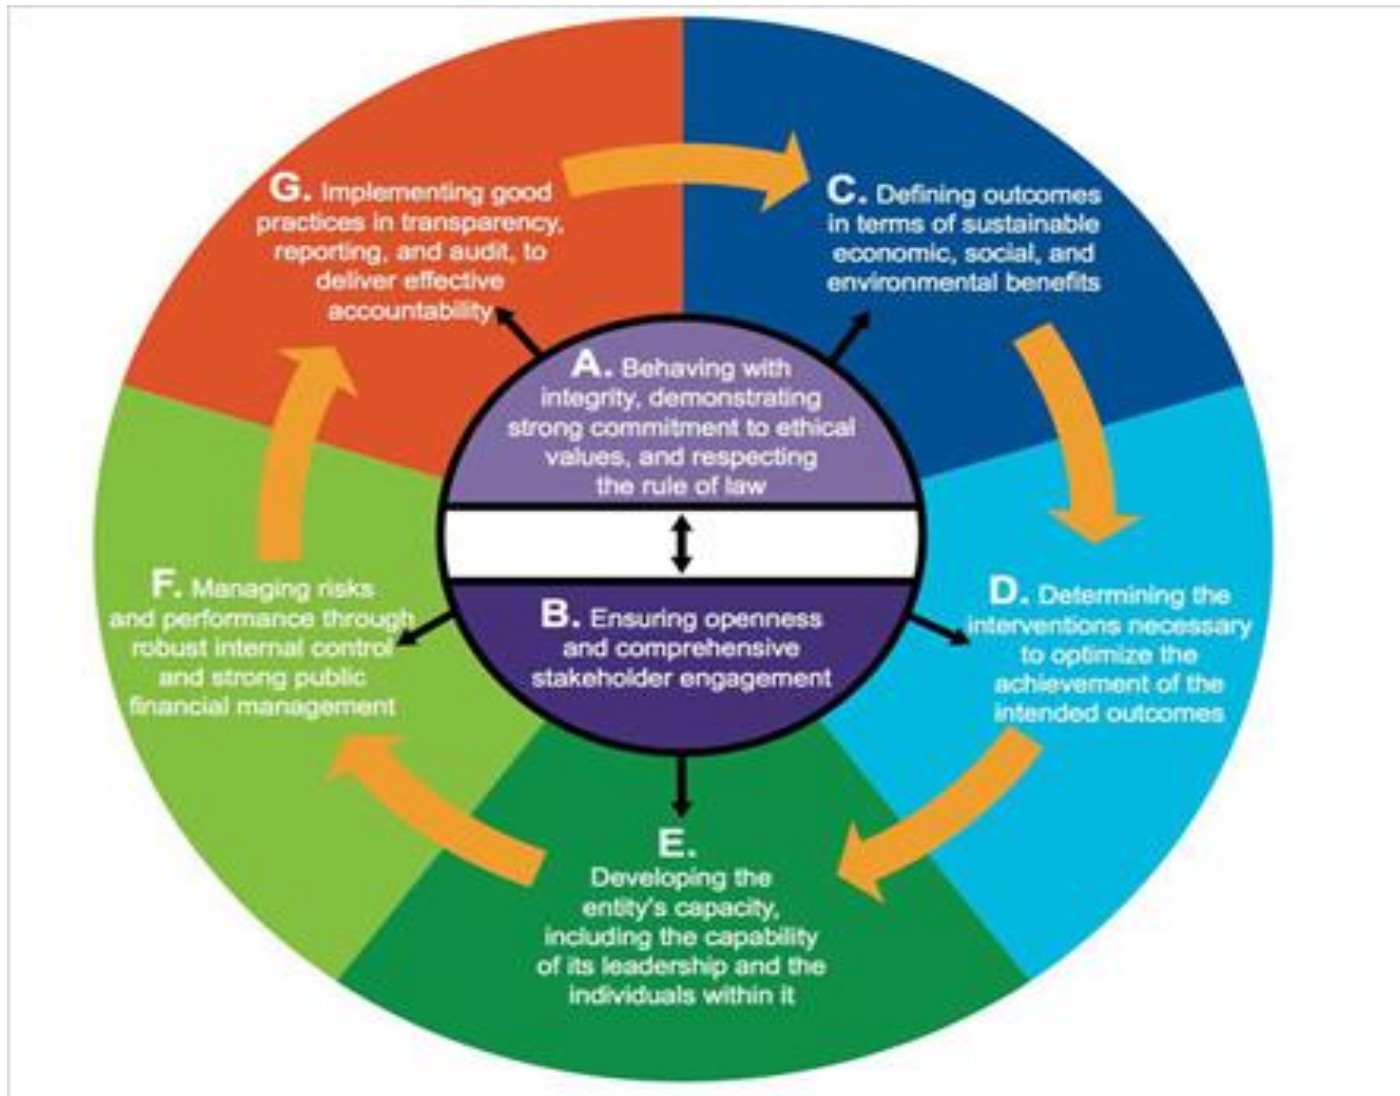 G. Implementing good
practices in transparency,
reporting, and audit, to
deliver effective
accountability
C. Defining outcomes
in terms of sustainable
economic, social, and
environmental benefits
A. Behaving with
integrity, demonstrating
strong commitment to ethical
values, and respecting
the rule of law
B. Ensuring openness
and comprehensive
stakeholder engagement
D. Determining the
interventions necessary
to optimize the
achievement of the
intended outcomes
E.
Developing the
entity's capacity,
including the capability
of its leadership and the
individuals within it
F. Managing risks
and performance through
robust internal control
and strong public
financial management